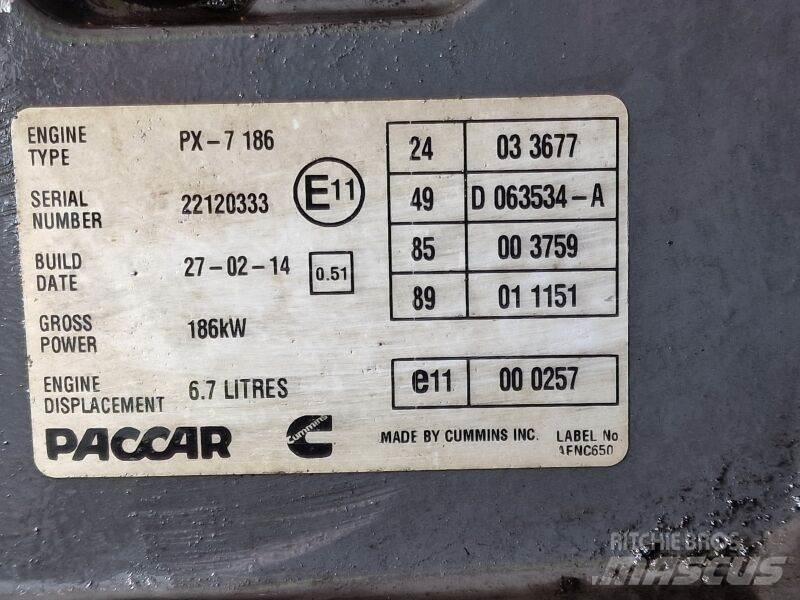 ENGINE TYPE PX-7 186
SERIAL NUMBER 22120333
E11
BUILD DATE 27-02-14
0.51
GROSS POWER 186kW
ENGINE DISPLACEMENT 6.7 LITRES
24 03 3677
49 D 063534-A
85 00 3759
89 01 1151
e11 00 0257
PACCAR
Cummins
MADE BY CUMMINS INC.
LABEL No
AFNC650
RITCHIE BROS
MASCUS